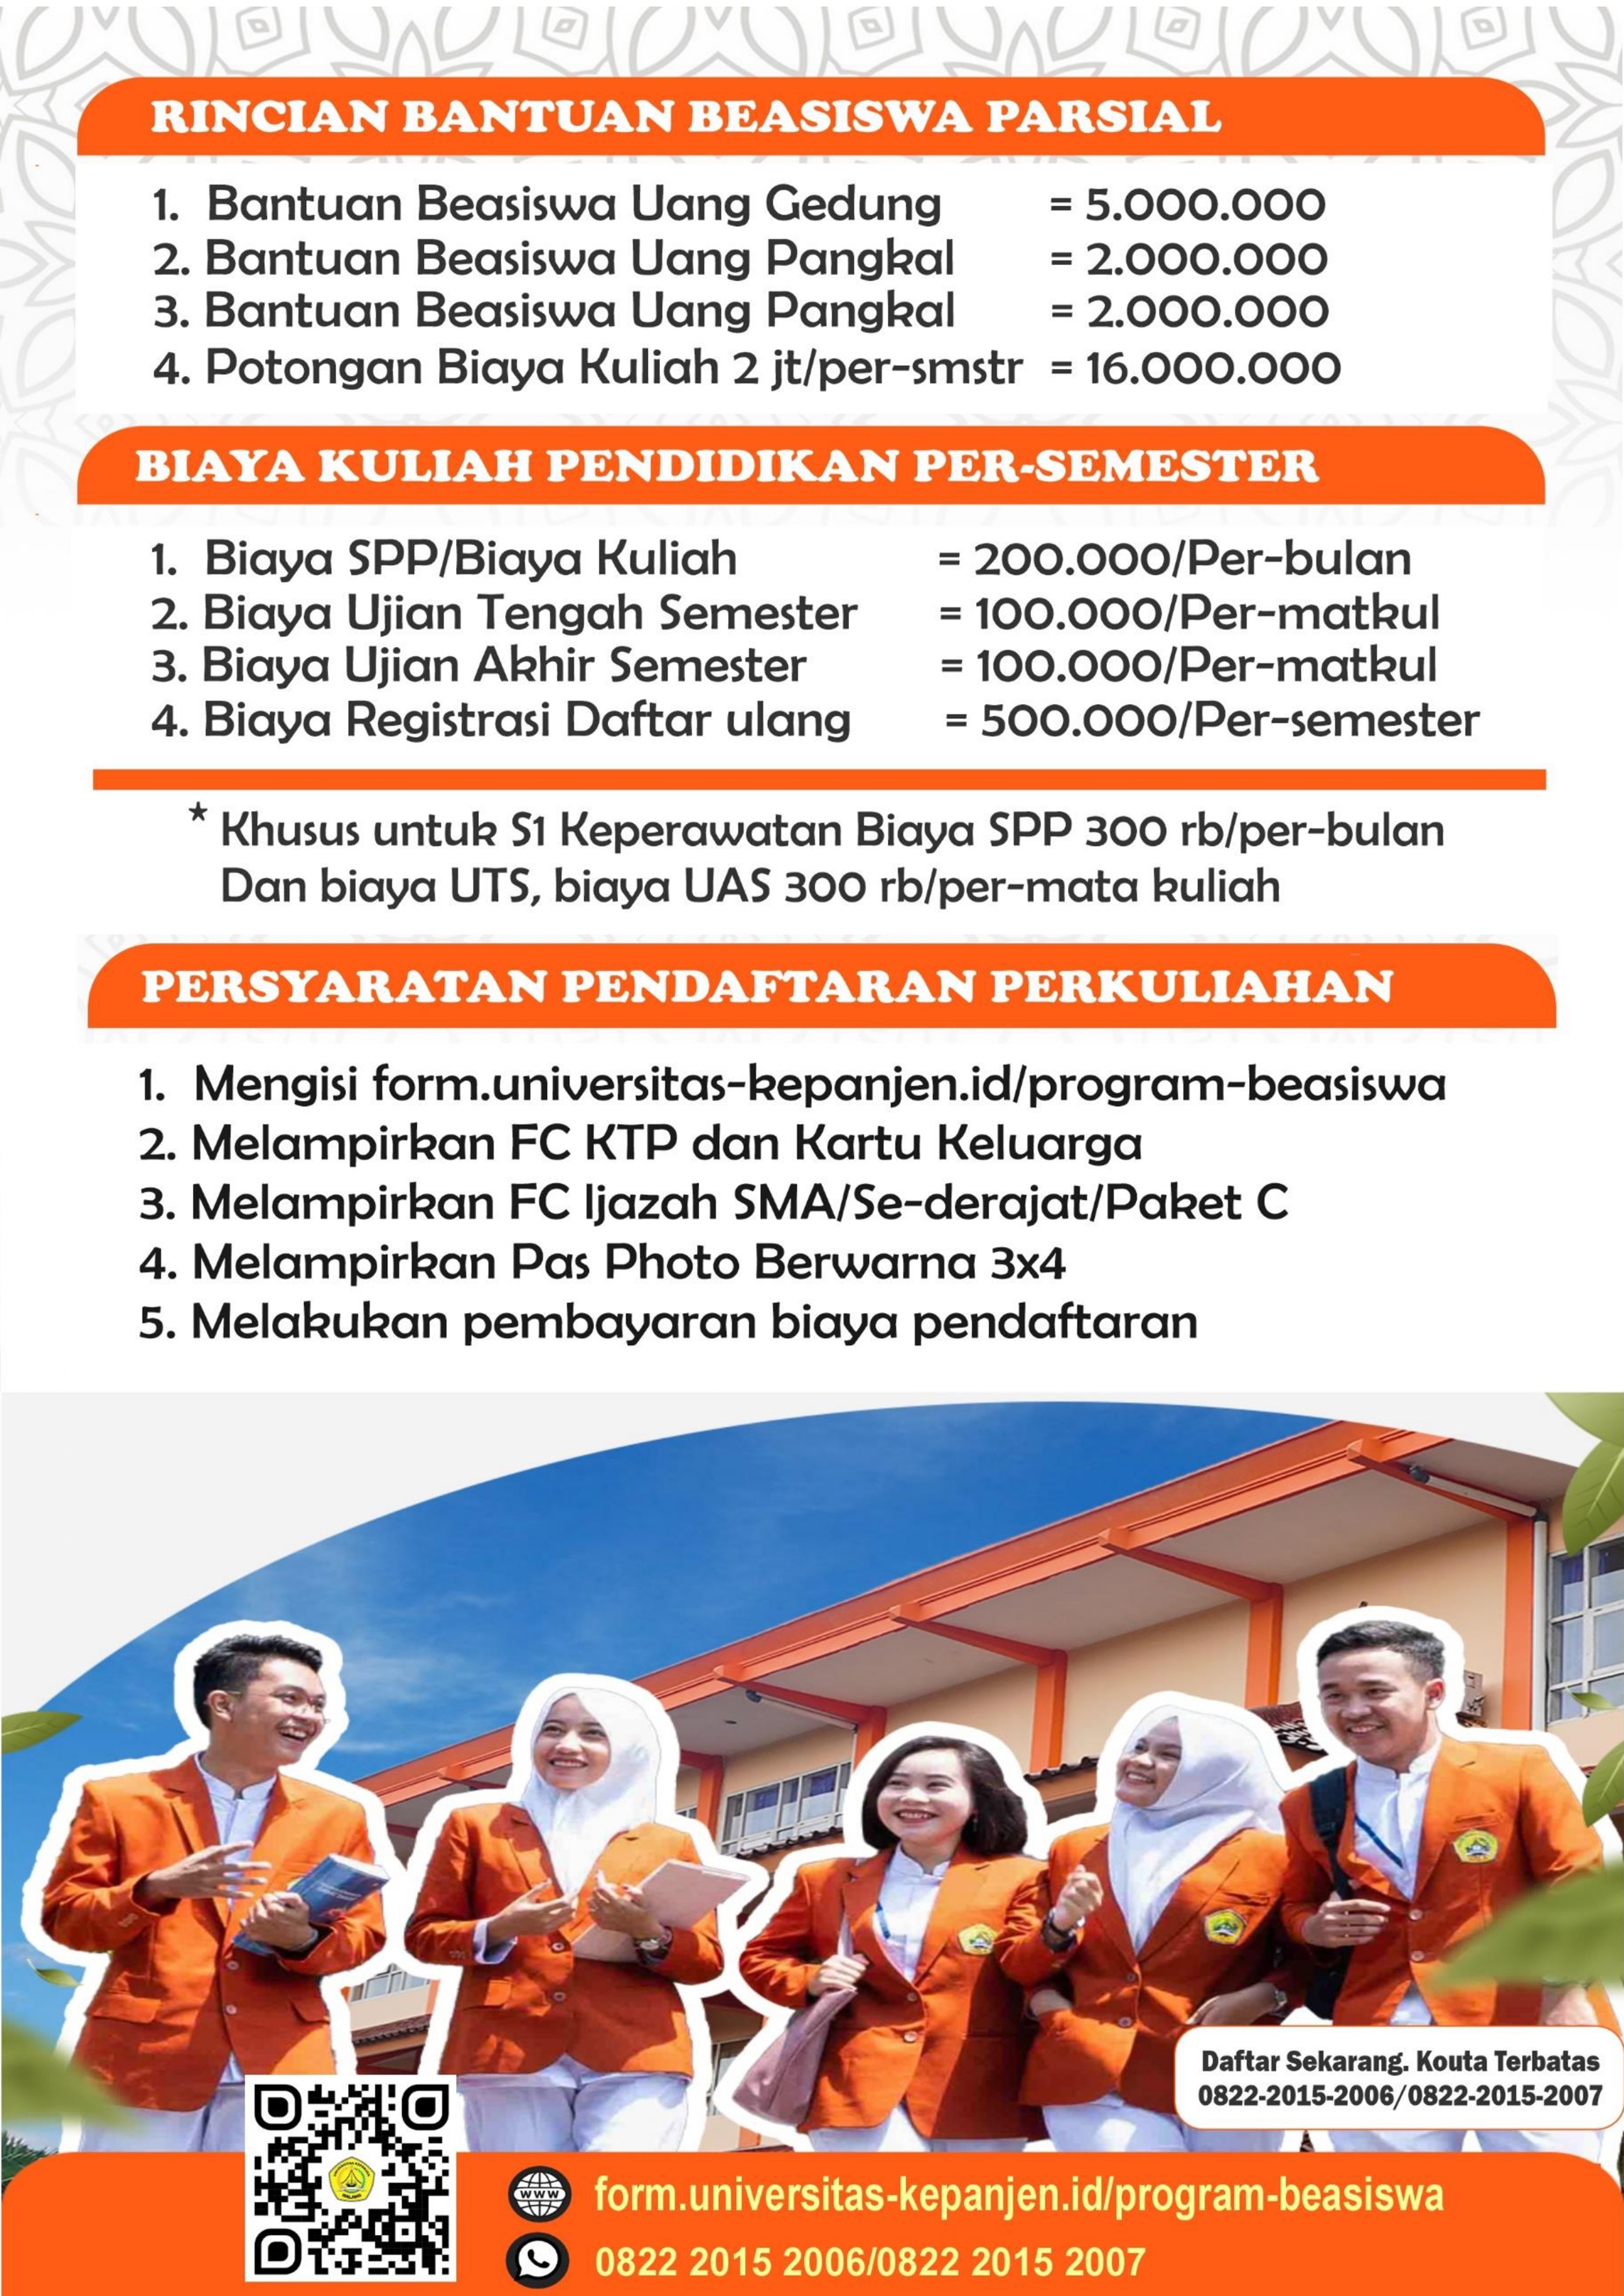 RINCIAN BANTUAN BEASISWA PARSIAL
1. Bantuan Beasiswa Uang Gedung = 5.000.000
2. Bantuan Beasiswa Uang Pangkal = 2.000.000
3. Bantuan Beasiswa Uang Pangkal = 2.000.000
4. Potongan Biaya Kuliah 2 jt/per-smstr = 16.000.000
BIAYA KULIAH PENDIDIKAN PER-SEMESTER
1. Biaya SPP/Biaya Kuliah = 200.000/Per-bulan
2. Biaya Ujian Tengah Semester = 100.000/Per-matkul
3. Biaya Ujian Akhir Semester = 100.000/Per-matkul
4. Biaya Registrasi Daftar ulang = 500.000/Per-semester
* Khusus untuk S1 Keperawatan Biaya SPP 300 rb/per-bulan
Dan biaya UTS, biaya UAS 300 rb/per-mata kuliah
PERSYARATAN PENDAFTARAN PERKULIAHAN
1. Mengisi form.universitas-kepanjen.id/program-beasiswa
2. Melampirkan FC KTP dan Kartu Keluarga
3. Melampirkan FC Ijazah SMA/Se-derajat/Paket C
4. Melampirkan Pas Photo Berwarna 3x4
5. Melakukan pembayaran biaya pendaftaran
Daftar Sekarang. Kouta Terbatas
0822-2015-2006/0822-2015-2007
www
form.universitas-kepanjen.id/program-beasiswa
0822 2015 2006/0822 2015 2007